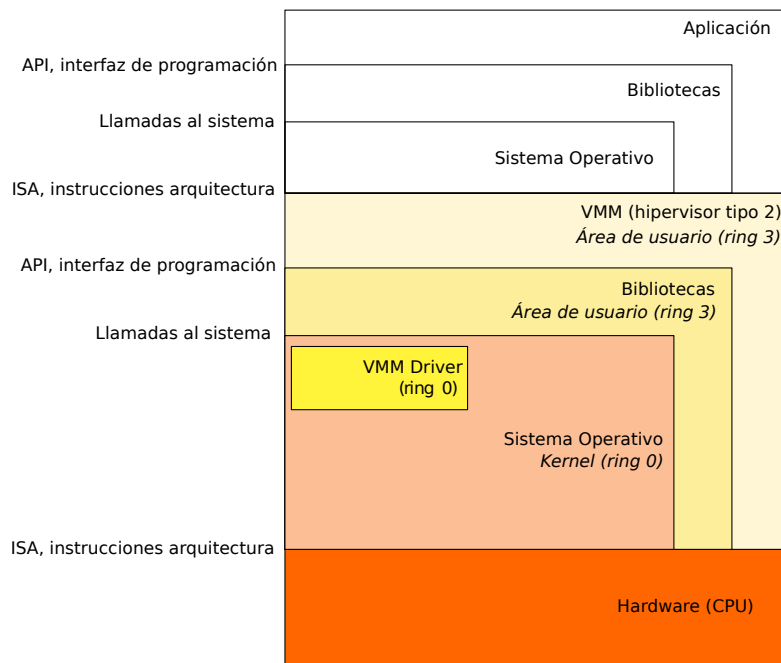 Aplicación
API, interfaz de programación
Bibliotecas
Llamadas al sistema
Sistema Operativo
ISA, instrucciones arquitectura
VMM (hipervisor tipo 2)
Área de usuario (ring 3)
API, interfaz de programación
Bibliotecas
Área de usuario (ring 3)
Llamadas al sistema
VMM Driver
(ring 0)
Sistema Operativo
Kernel (ring 0)
ISA, instrucciones arquitectura
Hardware (CPU)